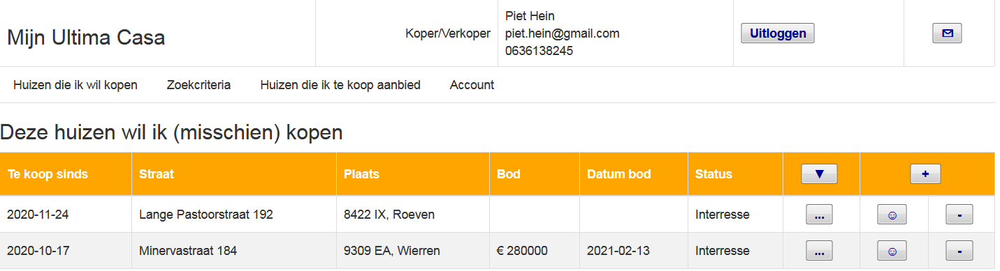 Mijn Ultima Casa
Koper/Verkoper
Piet Hein
piet.hein@gmail.com
0636138245
Uitloggen
Huizen die ik wil kopen Zoekcriteria Huizen die ik te koop aanbied Account
Deze huizen wil ik (misschien) kopen
Te koop sinds Straat Plaats Bod Datum bod Status ▼ +
2020-11-24 Lange Pastoorstraat 192 8422 IX, Roeven Interresse ... ☺ -
2020-10-17 Minervastraat 184 9309 EA, Wierren € 280000 2021-02-13 Interresse ... ☺ -